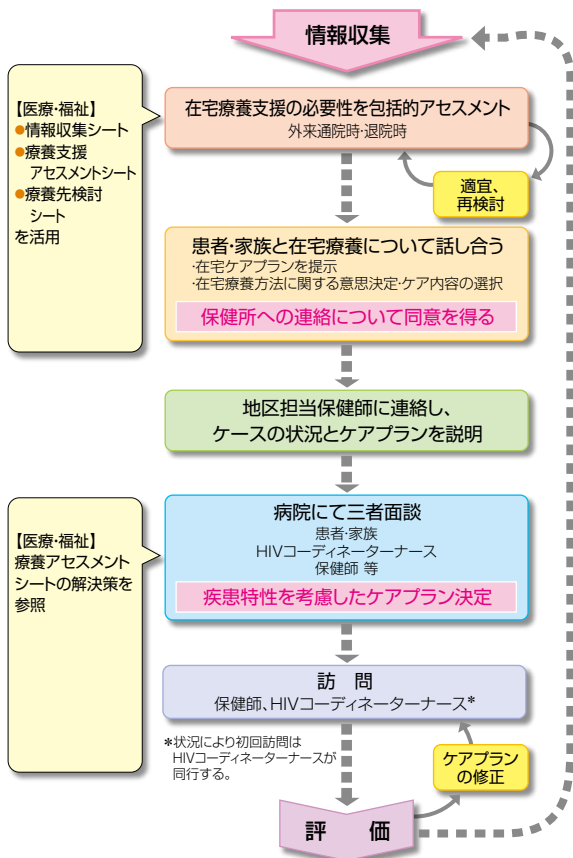 情報収集
【医療・福祉】
●情報収集シート
●療養支援
アセスメントシート
●療養先検討
シート
を活用
在宅療養支援の必要性を包括的アセスメント
外来通院時・退院時
適宜、
再検討
患者・家族と在宅療養について話し合う
・在宅ケアプランを提示
・在宅療養方法に関する意思決定・ケア内容の選択
保健所への連絡について同意を得る
地区担当保健師に連絡し、
ケースの状況とケアプランを説明
【医療・福祉】
療養アセスメント
シートの解決策を
参照
病院にて三者面談
患者・家族
HIVコーディネーターナース
保健師 等
疾患特性を考慮したケアプラン決定
訪　問
保健師、HIVコーディネーターナース*
*状況により初回訪問は
HIVコーディネーターナースが
同行する。
ケアプラン
の修正
評　価